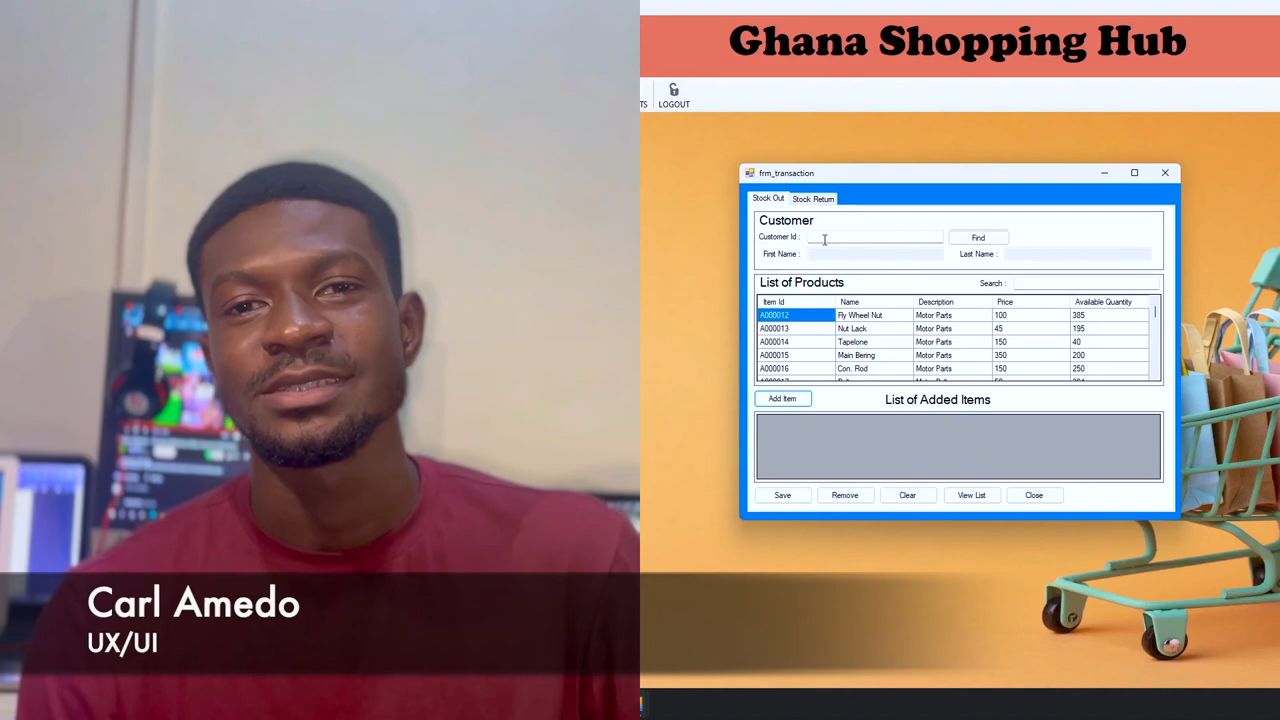 Ghana Shopping Hub
TS
LOGOUT
frm_transaction
Stock Out
Stock Return
Customer
Customer Id :
Find
First Name :
Last Name :
List of Products
Search :
Item Id Name Description Price Available Quantity
A000012 Fly Wheel Nut Motor Parts 100 385
A000013 Nut Lack Motor Parts 45 195
A000014 Tapelone Motor Parts 150 40
A000015 Main Bering Motor Parts 350 200
A000016 Con. Rod Motor Parts 150 250
Add Item
List of Added Items
Save Remove Clear View List Close
Carl Amedo
UX/UI